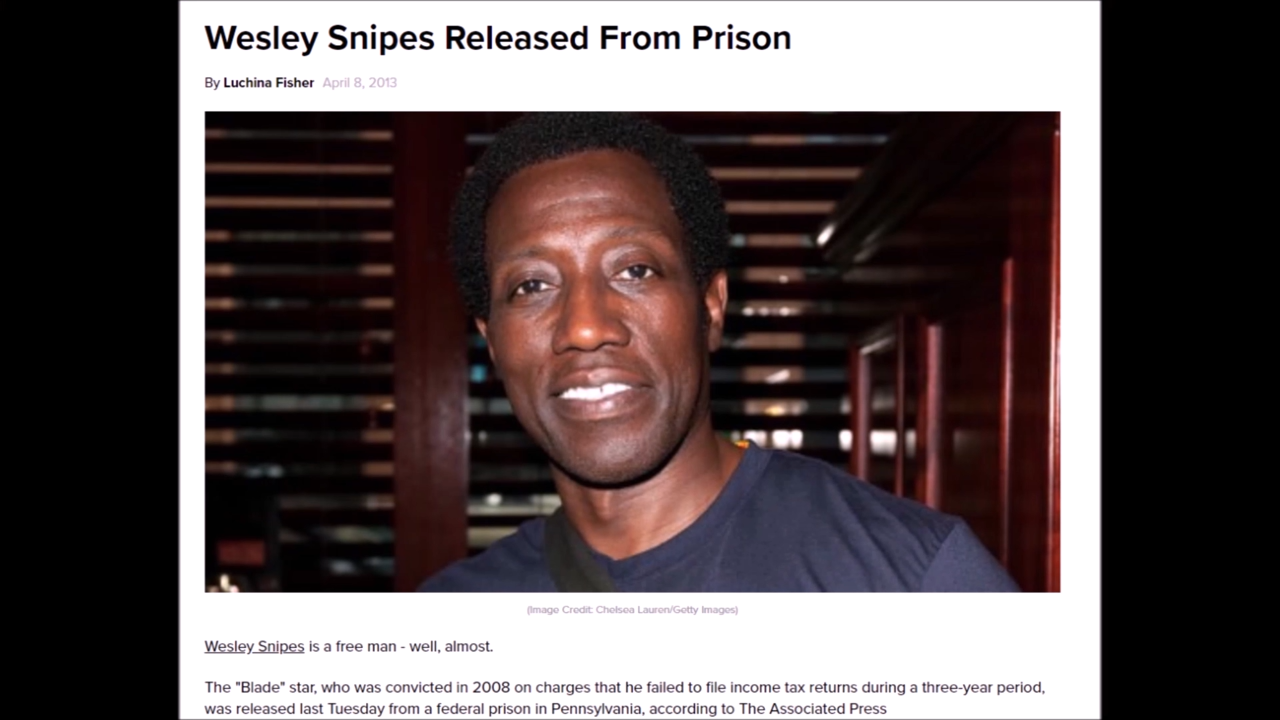 Wesley Snipes Released From Prison
By Luchina Fisher April 8, 2013
(Image Credit: Chelsea Lauren/Getty Images)
Wesley Snipes is a free man - well, almost.
The "Blade" star, who was convicted in 2008 on charges that he failed to file income tax returns during a three-year period,
was released last Tuesday from a federal prison in Pennsylvania, according to The Associated Press